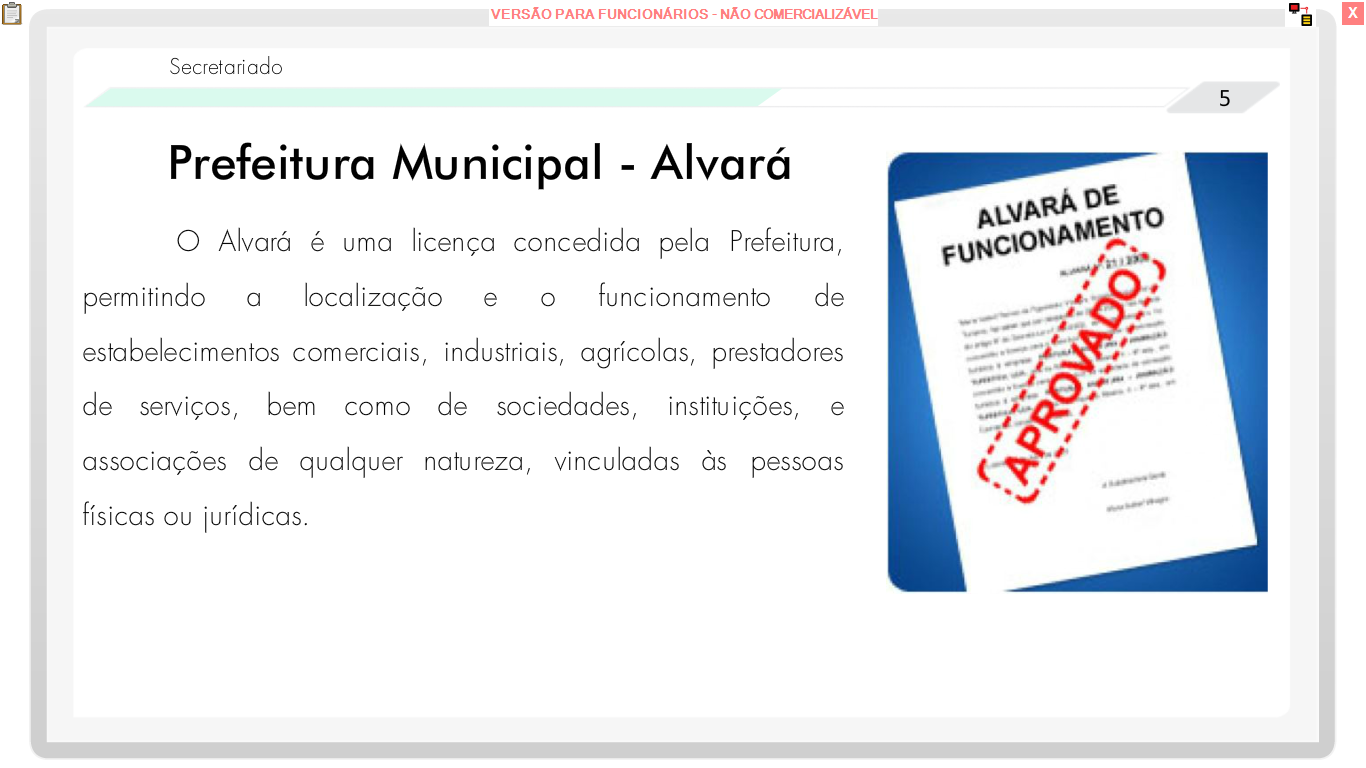 VERSÃO PARA FUNCIONÁRIOS - NÃO COMERCIALIZÁVEL
X
Secretariado
5
Prefeitura Municipal - Alvará
O Alvará é uma licença concedida pela Prefeitura,
permitindo a localização e o funcionamento de
estabelecimentos comerciais, industriais, agrícolas, prestadores
de serviços, bem como de sociedades, instituições, e
associações de qualquer natureza, vinculadas às pessoas
físicas ou jurídicas.
ALVARÁ DE
FUNCIONAMENTO
APROVADO